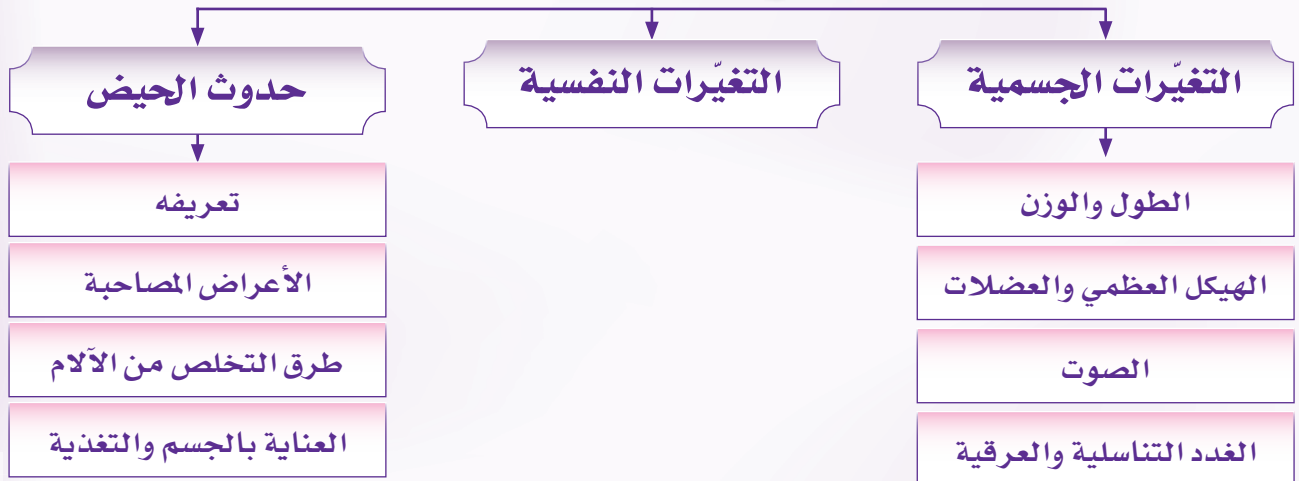 التغيّرات الجسمية
الطول والوزن
الهيكل العظمي والعضلات
الصوت
الغدد التناسلية والعرقية
التغيّرات النفسية
حدوث الحيض
تعريفه
الأعراض المصاحبة
طرق التخلص من الآلام
العناية بالجسم والتغذية